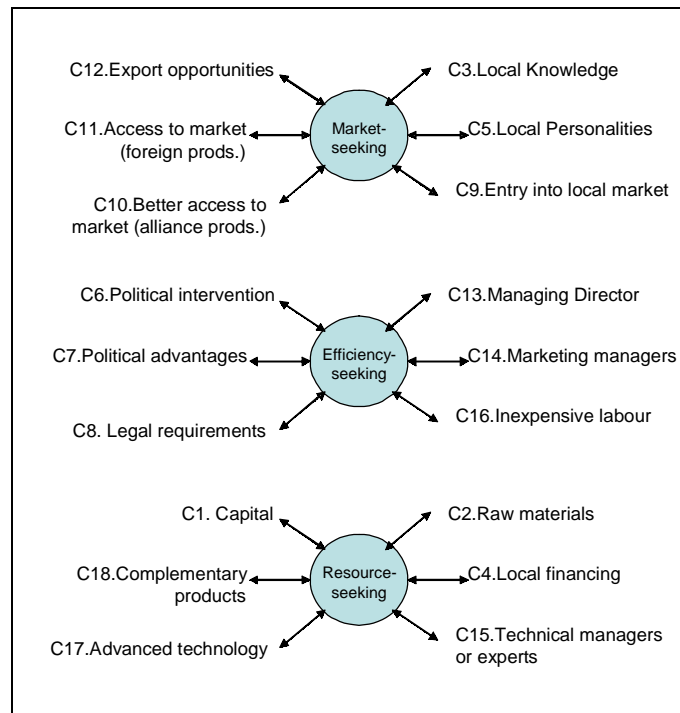 C12.Export opportunities
C3.Local Knowledge
C11.Access to market
(foreign prods.)
Market-
seeking
C5.Local Personalities
C10.Better access to
market (alliance prods.)
C9.Entry into local market
C6.Political intervention
C13.Managing Director
C7.Political advantages
Efficiency-
seeking
C14.Marketing managers
C8. Legal requirements
C16.Inexpensive labour
C1. Capital
C2.Raw materials
C18.Complementary
products
Resource-
seeking
C4.Local financing
C17.Advanced technology
C15.Technical managers
or experts